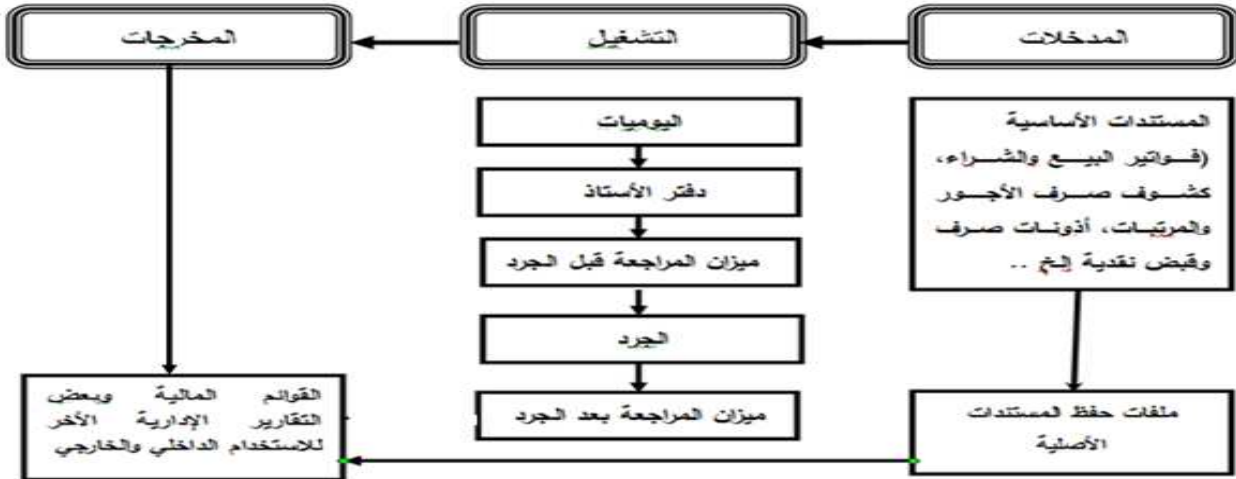 المدخلات
التشغيل
المخرجات
المستندات الأساسية
(فواتير البيع والشراء،
كشوف صرف الأجور
والمرتبات، أذونات صرف
وقبض نقدية إلخ ..
ملفات حفظ المستندات
الأصلية
اليوميات
دفتر الأستاذ
ميزان المراجعة قبل الجرد
الجرد
ميزان المراجعة بعد الجرد
القوائم المالية وبعض
التقارير الإدارية الأخر
للاستخدام الداخلي والخارجي